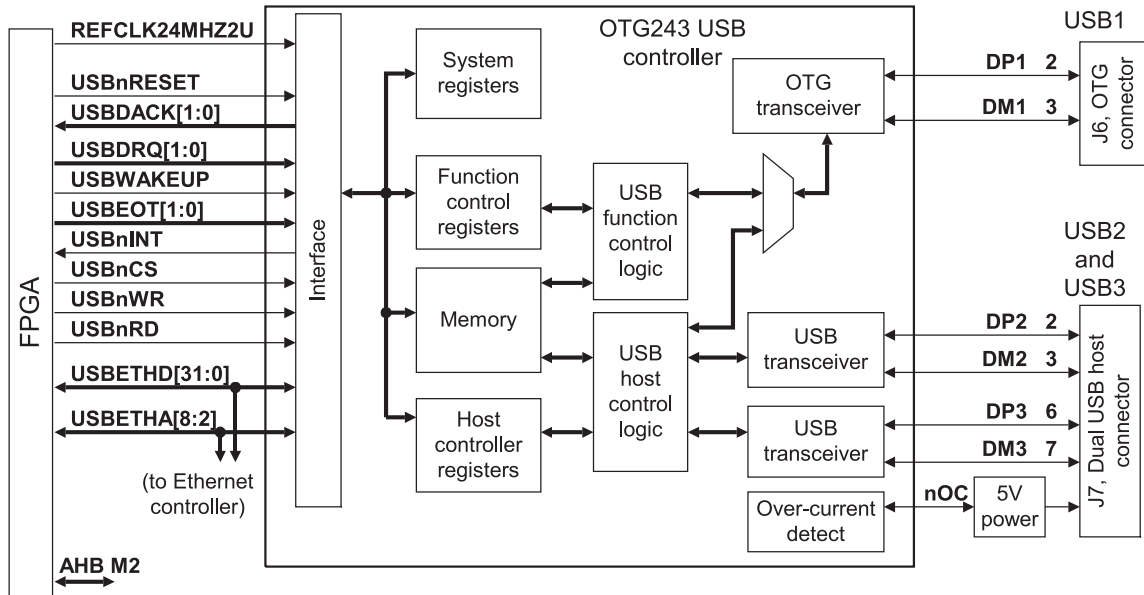 FPGA
REFCLK24MHZ2U
USBnRESET
USBDACK[1:0]
USBDRQ[1:0]
USBWAKEUP
USBEOT[1:0]
USBnINT
USBnCS
USBnWR
USBnRD
USBETHD[31:0]
USBETHA[8:2]
(to Ethernet
controller)
AHB M2
Interface
OTG243 USB
controller
System
registers
Function
control
registers
Memory
Host
controller
registers
USB
function
control
logic
USB
host
control
logic
OTG
transceiver
USB
transceiver
USB
transceiver
Over-current
detect
USB1
DP1 2
DM1 3
J6, OTG
connector
USB2
and
USB3
DP2 2
DM2 3
DP3 6
DM3 7
nOC
5V
power
J7, Dual USB host
connector